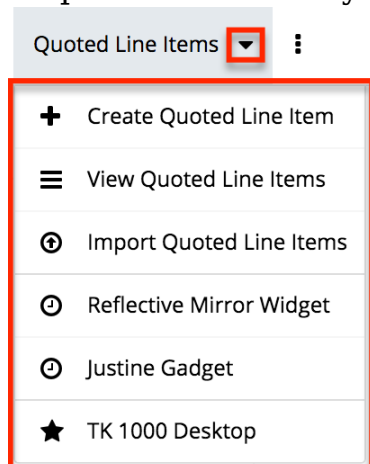 Quoted Line Items
Create Quoted Line Item
View Quoted Line Items
Import Quoted Line Items
Reflective Mirror Widget
Justine Gadget
TK 1000 Desktop